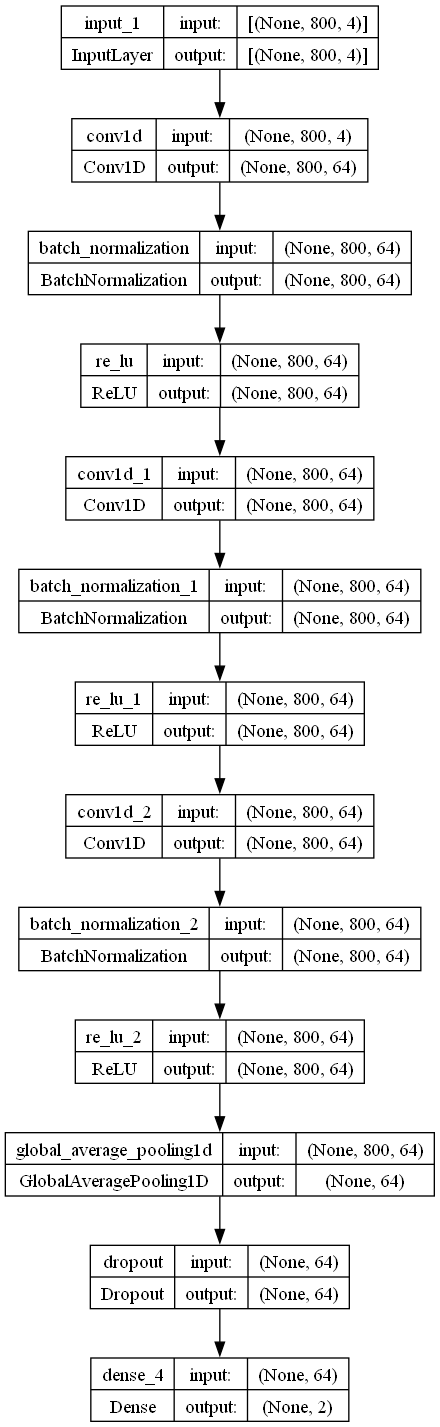 input_1 input: [(None, 800, 4)]
InputLayer output: [(None, 800, 4)]
conv1d input: (None, 800, 4)
Conv1D output: (None, 800, 64)
batch_normalization input: (None, 800, 64)
BatchNormalization output: (None, 800, 64)
re_lu input: (None, 800, 64)
ReLU output: (None, 800, 64)
conv1d_1 input: (None, 800, 64)
Conv1D output: (None, 800, 64)
batch_normalization_1 input: (None, 800, 64)
BatchNormalization output: (None, 800, 64)
re_lu_1 input: (None, 800, 64)
ReLU output: (None, 800, 64)
conv1d_2 input: (None, 800, 64)
Conv1D output: (None, 800, 64)
batch_normalization_2 input: (None, 800, 64)
BatchNormalization output: (None, 800, 64)
re_lu_2 input: (None, 800, 64)
ReLU output: (None, 800, 64)
global_average_pooling1d input: (None, 800, 64)
GlobalAveragePooling1D output: (None, 64)
dropout input: (None, 64)
Dropout output: (None, 64)
dense_4 input: (None, 64)
Dense output: (None, 2)